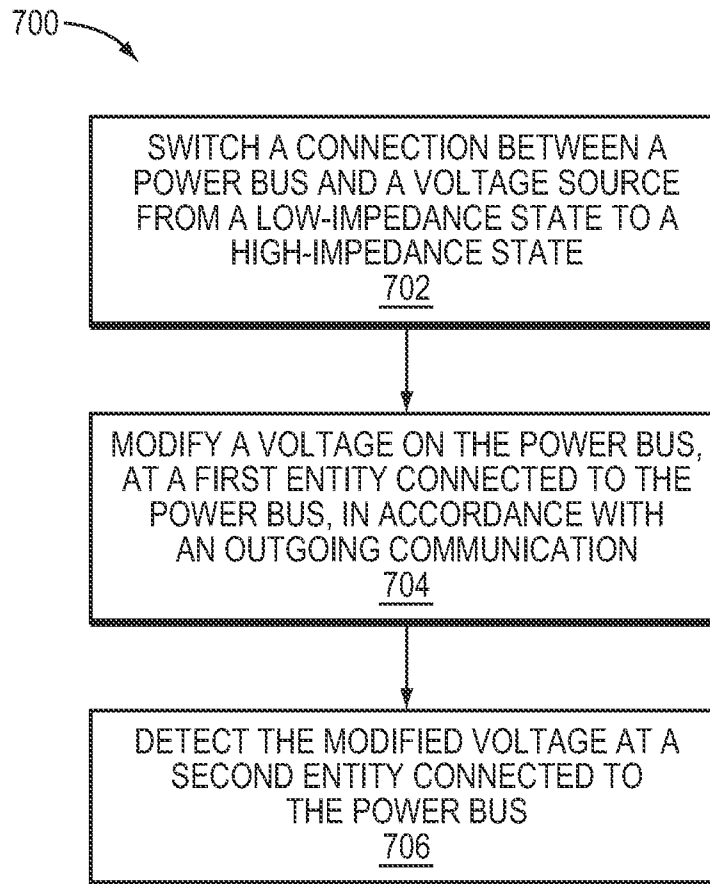 700
SWITCH A CONNECTION BETWEEN A
POWER BUS AND A VOLTAGE SOURCE
FROM A LOW-IMPEDANCE STATE TO A
HIGH-IMPEDANCE STATE
702
MODIFY A VOLTAGE ON THE POWER BUS,
AT A FIRST ENTITY CONNECTED TO THE
POWER BUS, IN ACCORDANCE WITH
AN OUTGOING COMMUNICATION
704
DETECT THE MODIFIED VOLTAGE AT A
SECOND ENTITY CONNECTED TO
THE POWER BUS
706